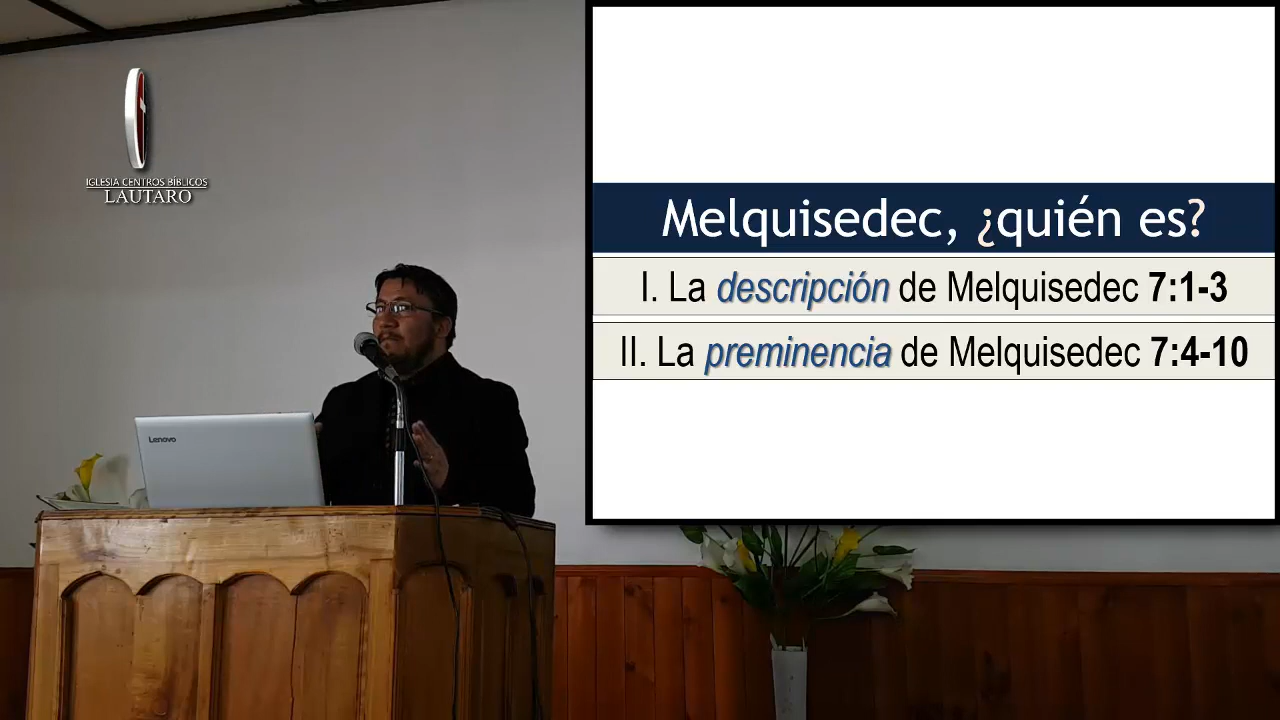 IGLESIA CENTROS BÍBLICOS
LAUTARO
Lenovo
Melquisedec, ¿quién es?
I. La descripción de Melquisedec 7:1-3
II. La preminencia de Melquisedec 7:4-10